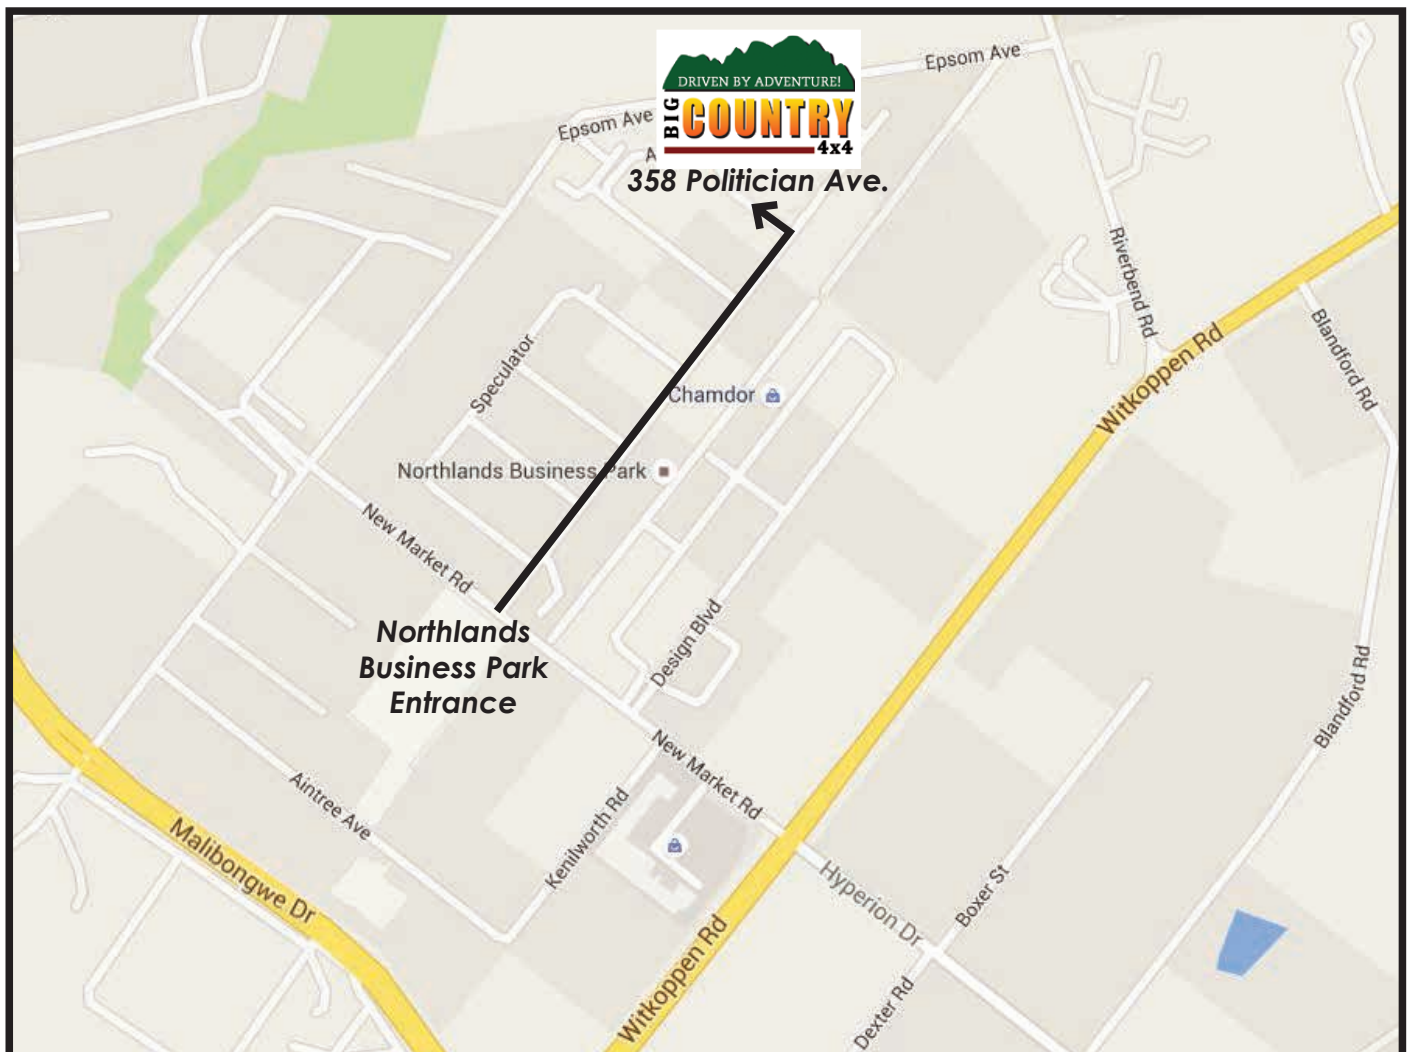 Epsom Ave
DRIVEN BY ADVENTURE!
BIG
COUNTRY
4x4
Epsom Ave
A
358 Politician Ave.
Riverbend Rd
Blandford Rd
Witkoppen Rd
Speculator
Chamdor
Northlands Business Park
New Market Rd
Northlands
Business Park
Entrance
Design Blvd
Blandford Rd
New Market Rd
Aintree Ave
Kenilworth Rd
Malibongwe Dr
Hyperion Dr
Boxer St
Witkoppen Rd
Dexter Rd